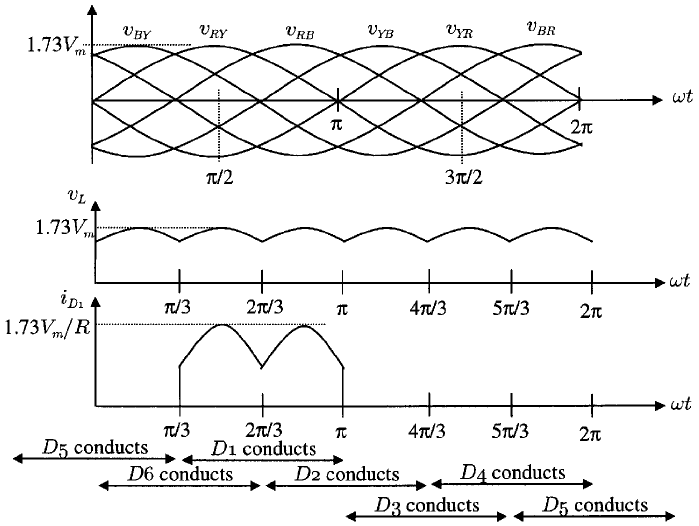 v_BY v_RY v_RB v_YB v_YR v_BR
1.73V_m
ωt
π
2π
π/2 3π/2
v_L
1.73V_m
ωt
π/3 2π/3 π 4π/3 5π/3 2π
i_D1
1.73V_m/R
ωt
π/3 2π/3 π 4π/3 5π/3 2π
D5 conducts D1 conducts
D6 conducts D2 conducts D4 conducts
D3 conducts D5 conducts